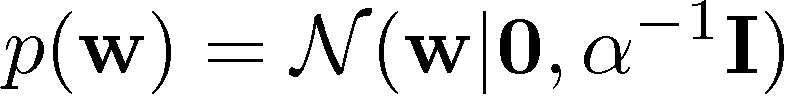 p(𝐰) = 𝒩(𝐰|𝟎, α⁻¹𝐈)